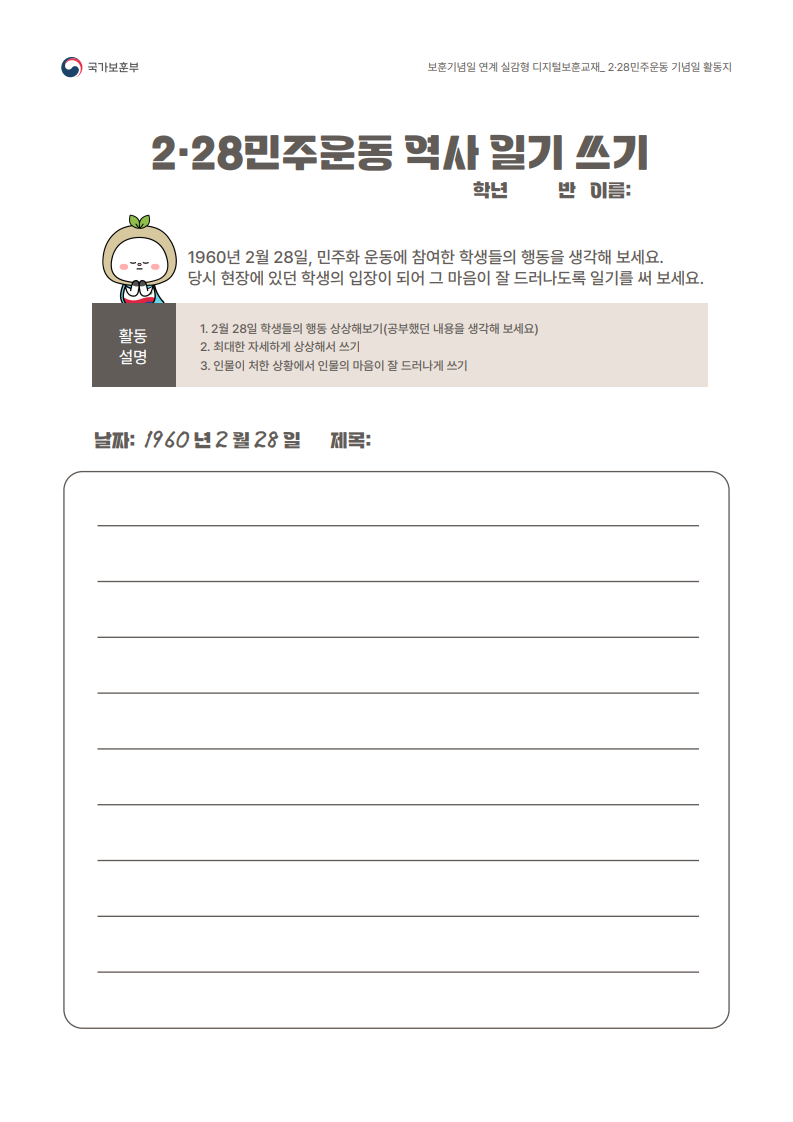 국가보훈부
보훈기념일 연계 실감형 디지털보훈교재_ 2·28민주운동 기념일 활동지
2·28민주운동 역사 일기 쓰기
학년 반 이름:
1960년 2월 28일, 민주화 운동에 참여한 학생들의 행동을 생각해 보세요.
당시 현장에 있던 학생의 입장이 되어 그 마음이 잘 드러나도록 일기를 써 보세요.
활동
설명
1. 2월 28일 학생들의 행동 상상해보기(공부했던 내용을 생각해 보세요)
2. 최대한 자세하게 상상해서 쓰기
3. 인물이 처한 상황에서 인물의 마음이 잘 드러나게 쓰기
날짜: 1960 년 2 월 28 일 제목: